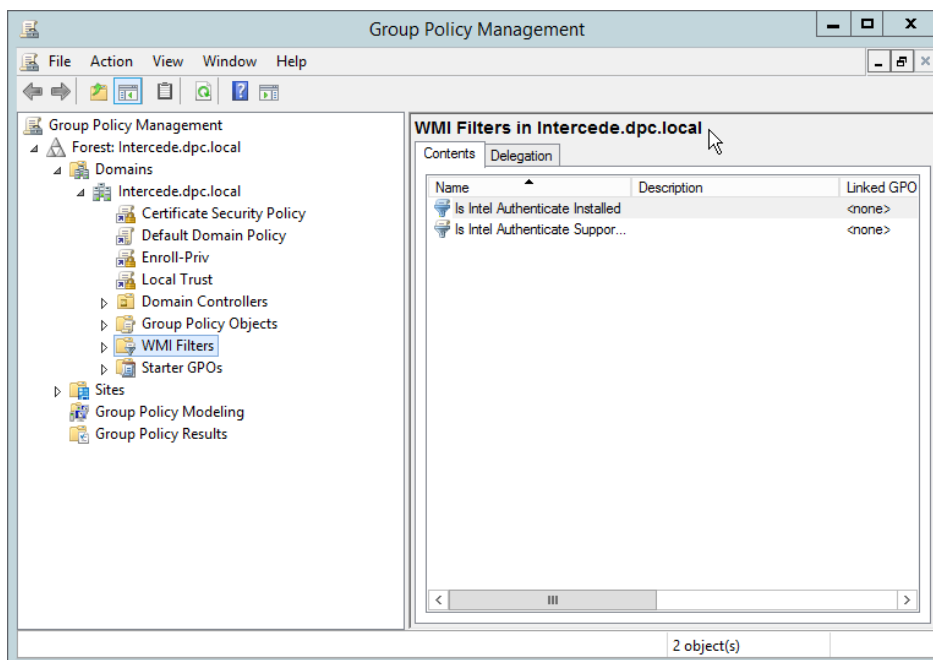 Group Policy Management
File Action View Window Help
Group Policy Management
Forest: Intercede.dpc.local
Domains
Intercede.dpc.local
Certificate Security Policy
Default Domain Policy
Enroll-Priv
Local Trust
Domain Controllers
Group Policy Objects
WMI Filters
Starter GPOs
Sites
Group Policy Modeling
Group Policy Results
WMI Filters in Intercede.dpc.local
Contents Delegation
Name Description Linked GPO
Is Intel Authenticate Installed <none>
Is Intel Authenticate Suppor... <none>
2 object(s)